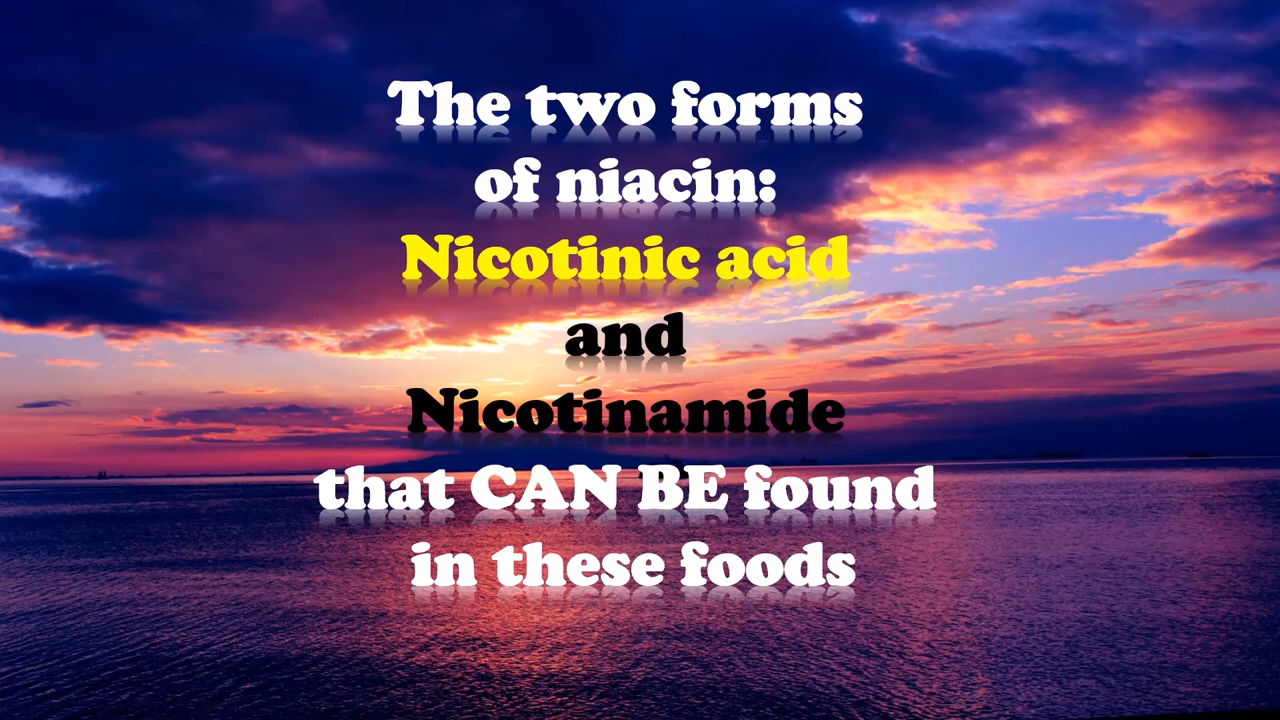 The two forms
of niacin:
Nicotinic acid
and
Nicotinamide
that CAN BE found
in these foods